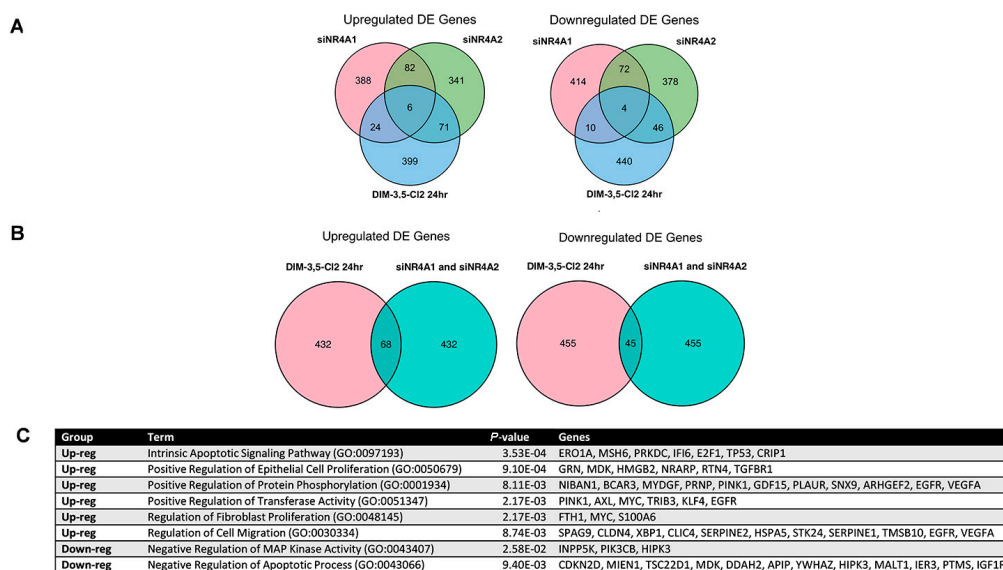 A
Upregulated DE Genes
siNR4A1
siNR4A2
388
82
341
6
24
71
399
DIM-3,5-Cl2 24hr
Downregulated DE Genes
siNR4A1
siNR4A2
414
72
378
4
10
46
440
DIM-3,5-Cl2 24hr
B
Upregulated DE Genes
DIM-3,5-Cl2 24hr
siNR4A1 and siNR4A2
432
68
432
Downregulated DE Genes
DIM-3,5-Cl2 24hr
siNR4A1 and siNR4A2
455
45
455
C
Group Term P-value Genes
Up-reg Intrinsic Apoptotic Signaling Pathway (GO:0097193) 3.53E-04 ERO1A, MSH6, PRKDC, IFI6, E2F1, TP53, CRIP1
Up-reg Positive Regulation of Epithelial Cell Proliferation (GO:0050679) 9.10E-04 GRN, MDK, HMGB2, NRARP, RTN4, TGFBR1
Up-reg Positive Regulation of Protein Phosphorylation (GO:0001934) 8.11E-03 NIBAN1, BCAR3, MYDGF, PRNP, PINK1, GDF15, PLAUR, SNX9, ARHGEF2, EGFR, VEGFA
Up-reg Positive Regulation of Transferase Activity (GO:0051347) 2.17E-03 PINK1, AXL, MYC, TRIB3, KLF4, EGFR
Up-reg Regulation of Fibroblast Proliferation (GO:0048145) 2.17E-03 FTH1, MYC, S100A6
Up-reg Regulation of Cell Migration (GO:0030334) 8.74E-03 SPAG9, CLDN4, XBP1, CLIC4, SERPINE2, HSPA5, STK24, SERPINE1, TMSB10, EGFR, VEGFA
Down-reg Negative Regulation of MAP Kinase Activity (GO:0043407) 2.58E-02 INPP5K, PIK3CB, HIPK3
Down-reg Negative Regulation of Apoptotic Process (GO:0043066) 9.40E-03 CDKN2D, MIEN1, TSC22D1, MDK, DDAH2, APIP, YWHAZ, HIPK3, MALT1, IER3, PTMS,